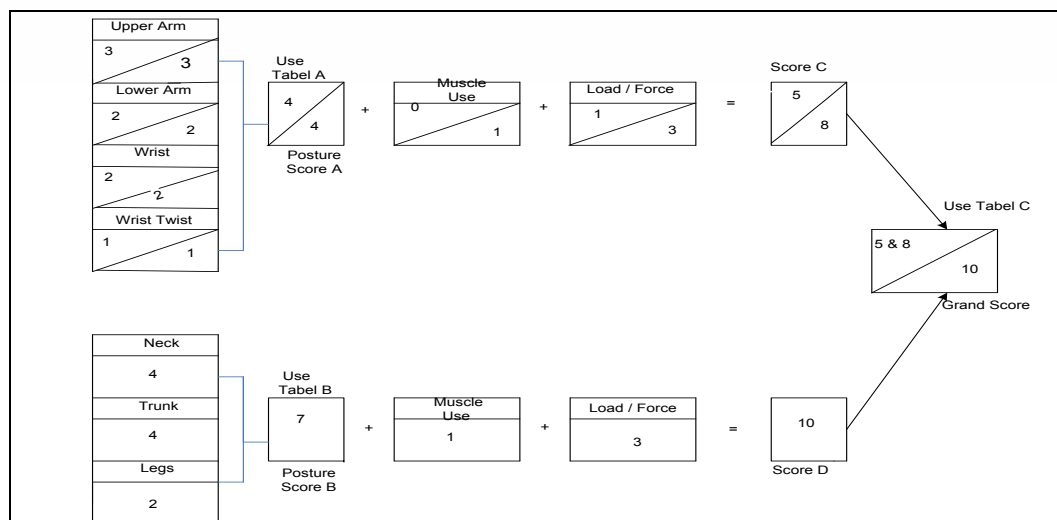 Upper Arm
3
3
Lower Arm
2
2
Wrist
2
2
Wrist Twist
1
1
Use
Tabel A
4
4
Posture
Score A
+
Muscle
Use
0
1
+
Load / Force
1
3
=
Score C
5
8
Use Tabel C
5 & 8
10
Grand Score
Neck
4
Trunk
4
Legs
2
Use
Tabel B
7
Posture
Score B
+
Muscle
Use
1
+
Load / Force
3
=
10
Score D